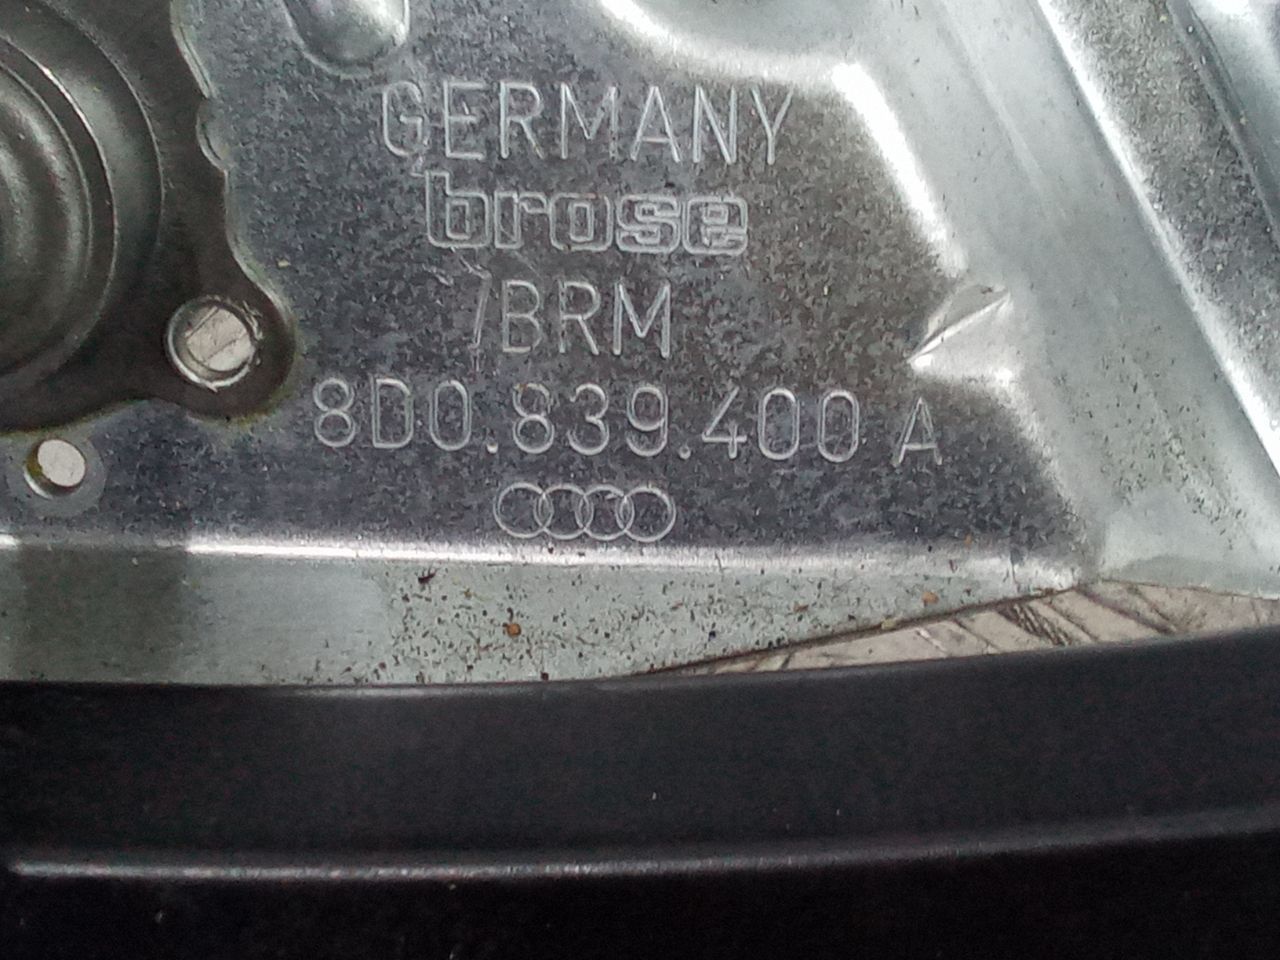 GERMANY
brose
/BRM
8D0.839.400 A